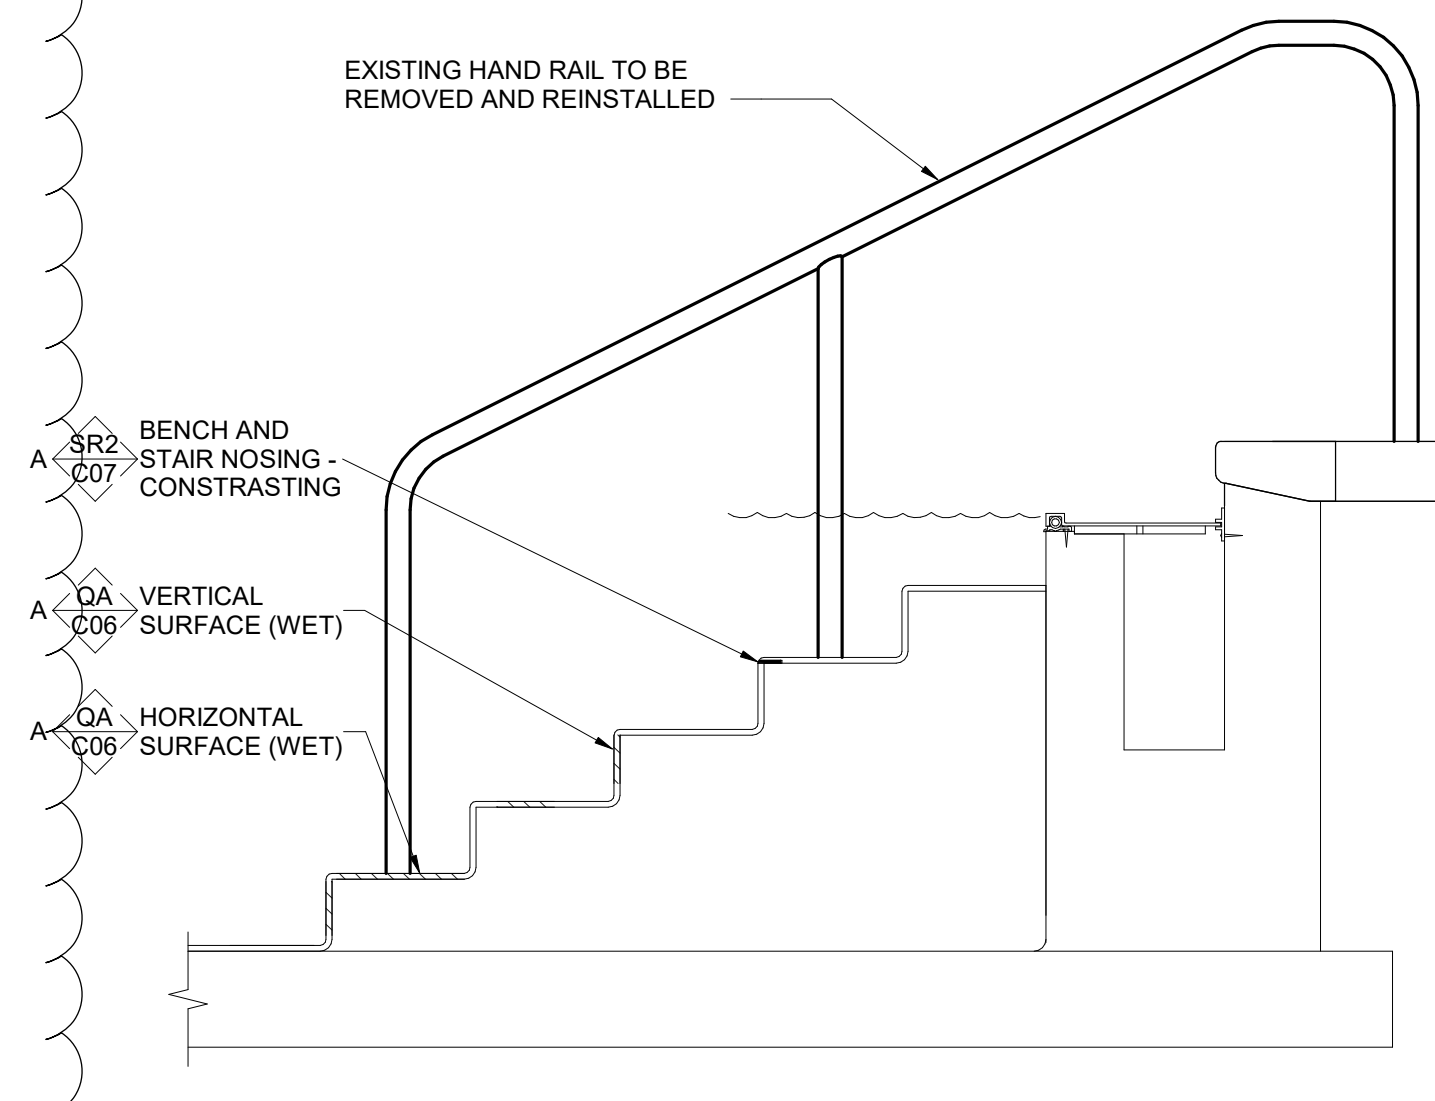 EXISTING HAND RAIL TO BE
REMOVED AND REINSTALLED
A SR2 C07 BENCH AND
STAIR NOSING -
CONSTRASTING
A QA C06 VERTICAL
SURFACE (WET)
A QA C06 HORIZONTAL
SURFACE (WET)